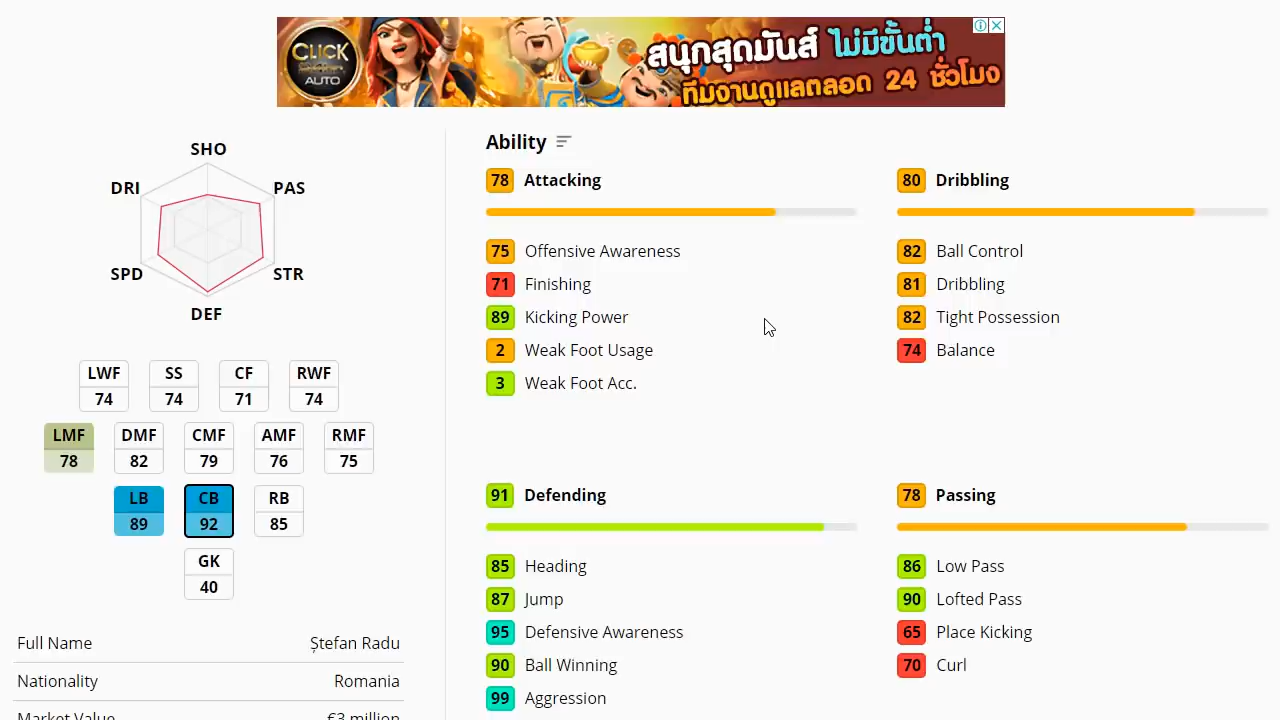 CLICK
AUTO
สนุกสุดมันส์ ไม่มีขั้นต่ำ
ทีมงานดูแลตลอด 24 ชั่วโมง
SHO
DRI
PAS
SPD
STR
DEF
LWF
SS
CF
RWF
74
74
71
74
LMF
DMF
CMF
AMF
RMF
78
82
79
76
75
LB
CB
RB
89
92
85
GK
40
Full Name
Ștefan Radu
Nationality
Romania
Market Value
€3 million
Ability
78 Attacking
75 Offensive Awareness
71 Finishing
89 Kicking Power
2 Weak Foot Usage
3 Weak Foot Acc.
80 Dribbling
82 Ball Control
81 Dribbling
82 Tight Possession
74 Balance
91 Defending
85 Heading
87 Jump
95 Defensive Awareness
90 Ball Winning
99 Aggression
78 Passing
86 Low Pass
90 Lofted Pass
65 Place Kicking
70 Curl